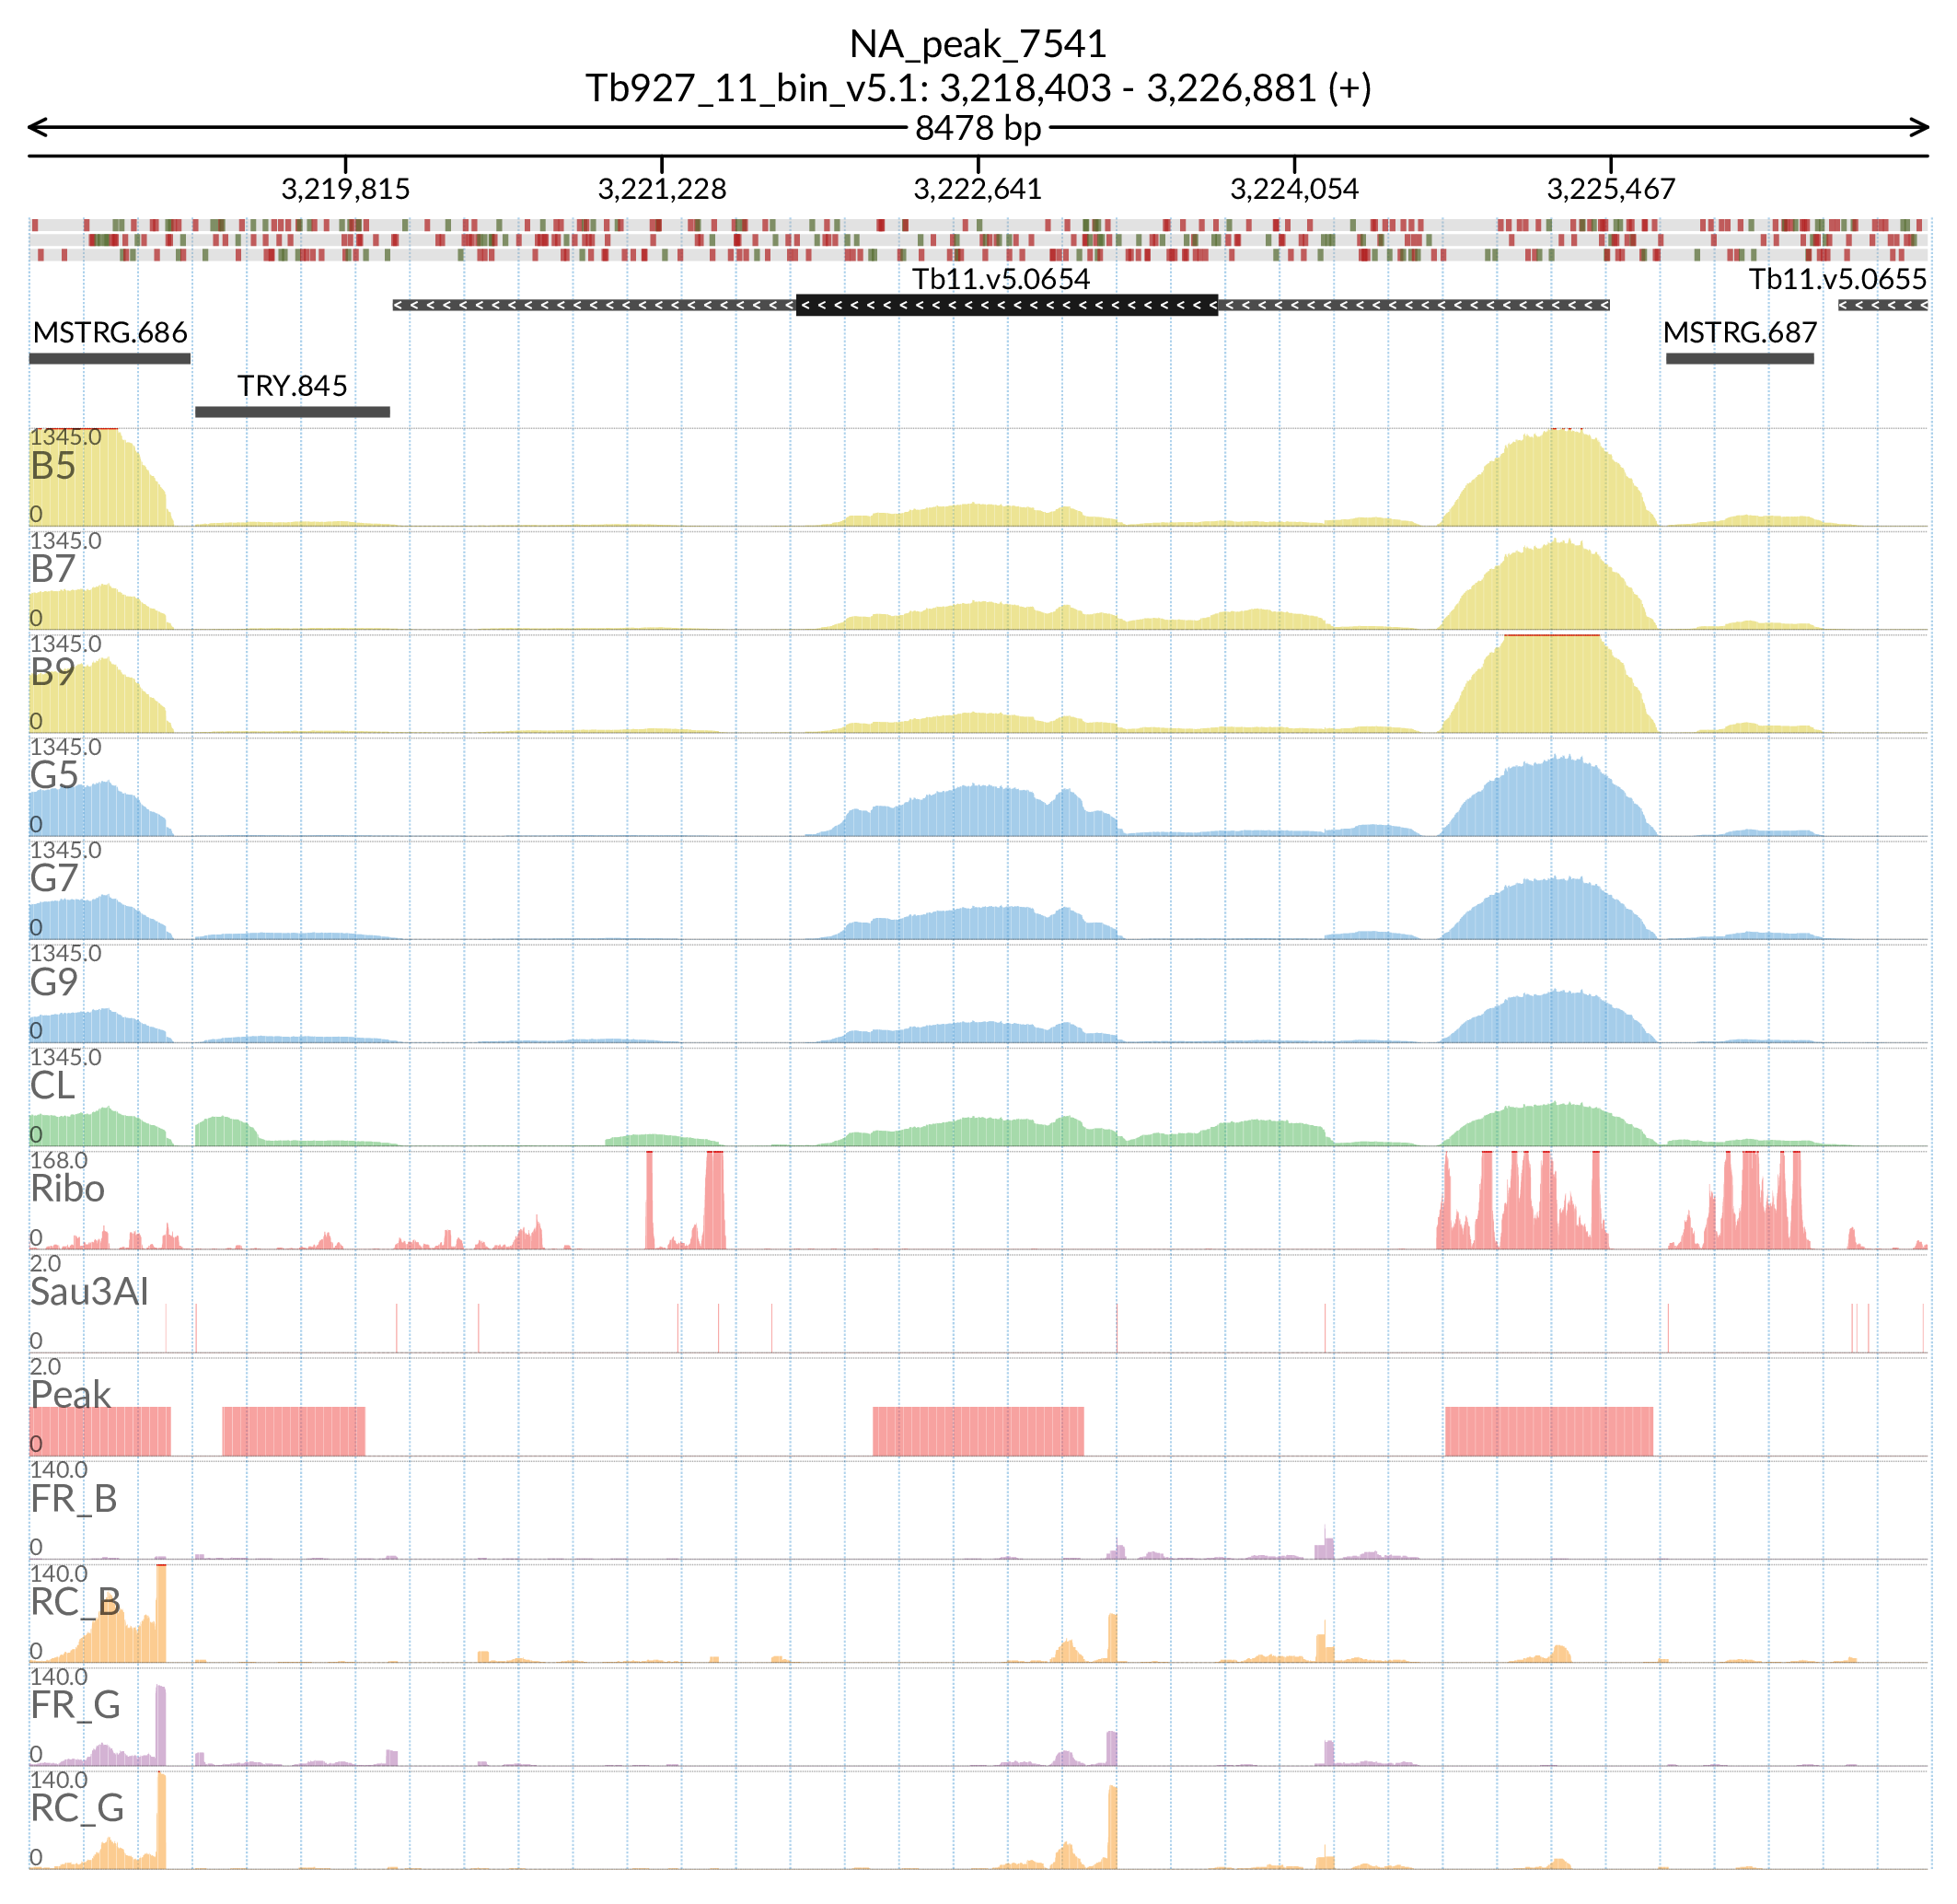 NA_peak_7541
Tb927_11_bin_v5.1: 3,218,403 - 3,226,881 (+)
8478 bp
3,219,815 3,221,228 3,222,641 3,224,054 3,225,467
Tb11.v5.0654 Tb11.v5.0655
MSTRG.686 MSTRG.687
TRY.845
1345.0
B5
0
1345.0
B7
0
1345.0
B9
0
1345.0
G5
0
1345.0
G7
0
1345.0
G9
0
1345.0
CL
0
168.0
Ribo
0
2.0
Sau3AI
0
2.0
Peak
0
140.0
FR_B
0
140.0
RC_B
0
140.0
FR_G
0
140.0
RC_G
0